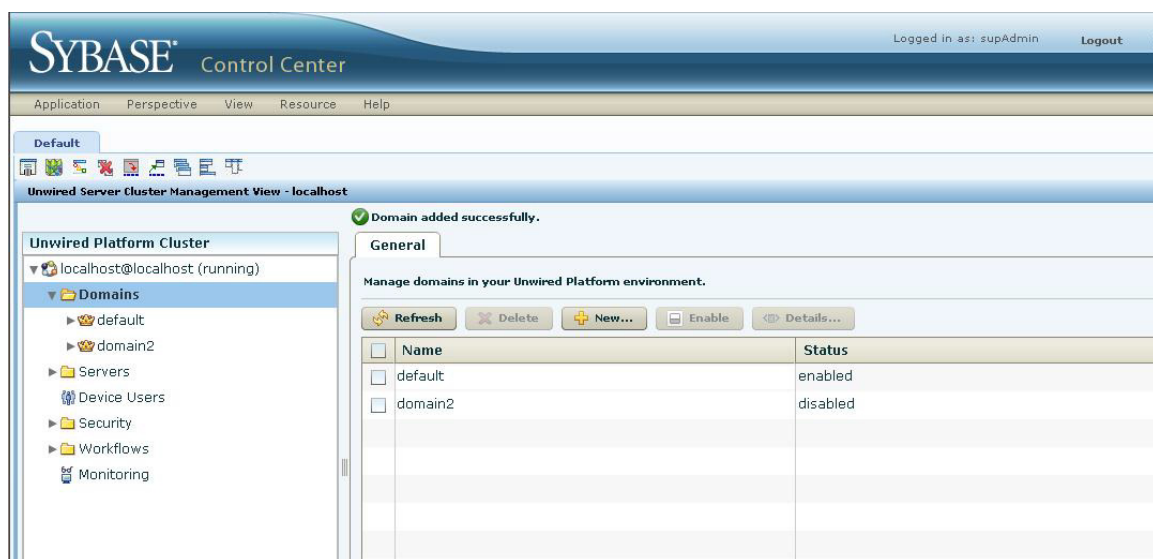 Logged in as: supAdmin Logout
SYBASE Control Center
Application Perspective View Resource Help
Default
Unwired Server Cluster Management View - localhost
Domain added successfully.
Unwired Platform Cluster
General
localhost@localhost (running)
Manage domains in your Unwired Platform environment.
Domains
Refresh Delete New... Enable Details...
default
domain2
Servers
Device Users
Security
Workflows
Monitoring
Name Status
default enabled
domain2 disabled